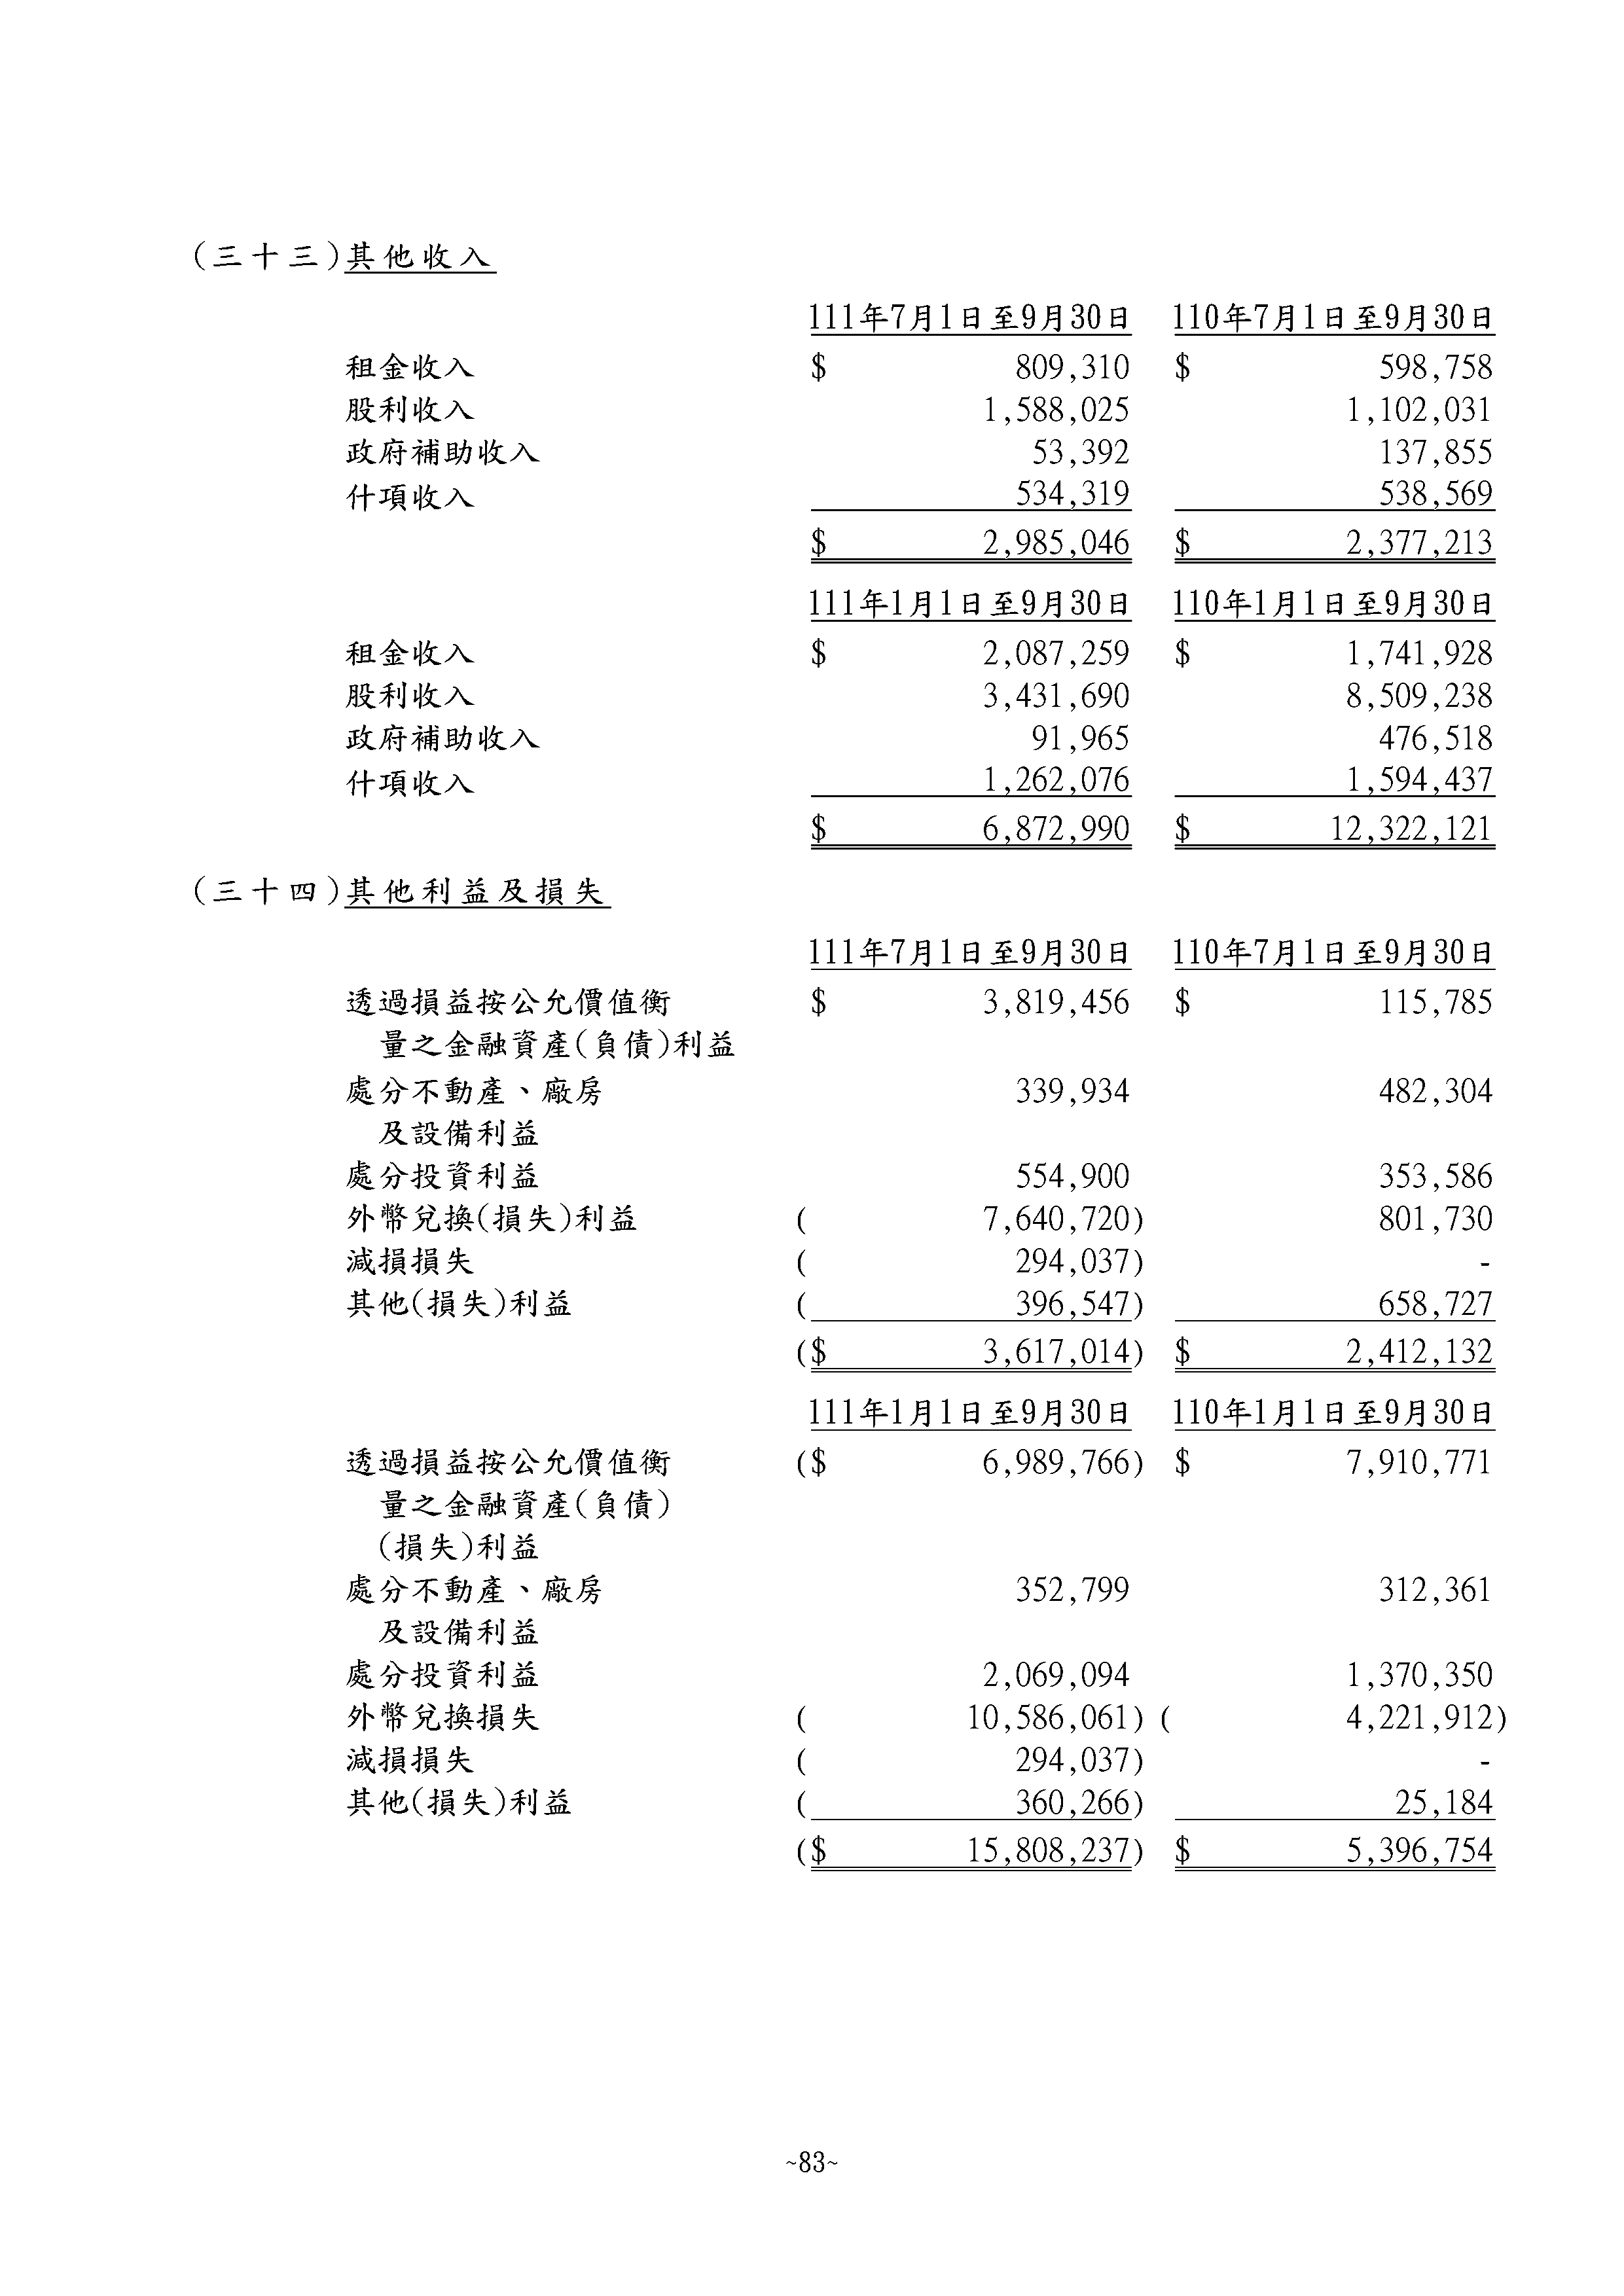 (三十三)其他收入
111年7月1日至9月30日 110年7月1日至9月30日
租金收入 $ 809,310 $ 598,758
股利收入 1,588,025 1,102,031
政府補助收入 53,392 137,855
什項收入 534,319 538,569
$ 2,985,046 $ 2,377,213
111年1月1日至9月30日 110年1月1日至9月30日
租金收入 $ 2,087,259 $ 1,741,928
股利收入 3,431,690 8,509,238
政府補助收入 91,965 476,518
什項收入 1,262,076 1,594,437
$ 6,872,990 $ 12,322,121
(三十四)其他利益及損失
111年7月1日至9月30日 110年7月1日至9月30日
透過損益按公允價值衡 $ 3,819,456 $ 115,785
量之金融資產(負債)利益
處分不動產、廠房 339,934 482,304
及設備利益
處分投資利益 554,900 353,586
外幣兌換(損失)利益 ( 7,640,720) 801,730
減損損失 ( 294,037) -
其他(損失)利益 ( 396,547) 658,727
($ 3,617,014) $ 2,412,132
111年1月1日至9月30日 110年1月1日至9月30日
透過損益按公允價值衡 ($ 6,989,766) $ 7,910,771
量之金融資產(負債)
(損失)利益
處分不動產、廠房 352,799 312,361
及設備利益
處分投資利益 2,069,094 1,370,350
外幣兌換損失 ( 10,586,061) ( 4,221,912)
減損損失 ( 294,037) -
其他(損失)利益 ( 360,266) 25,184
($ 15,808,237) $ 5,396,754
~83~